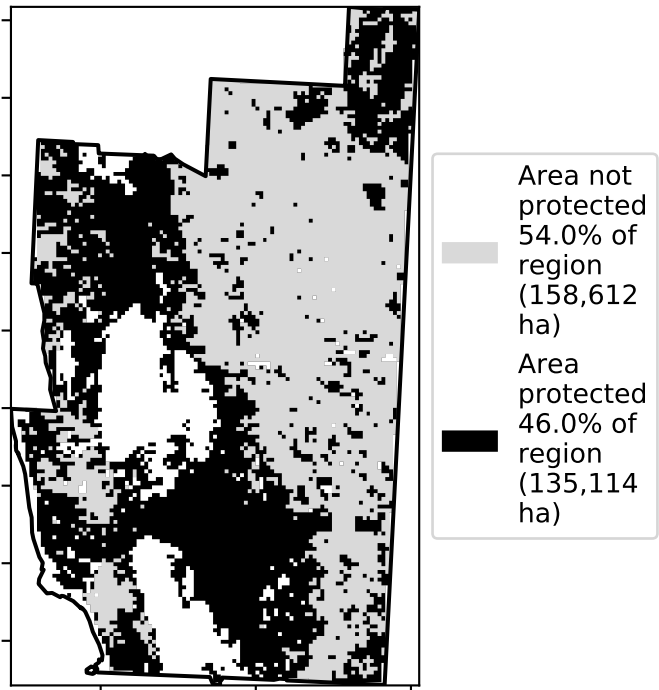 Area not
protected
54.0% of
region
(158,612
ha)
Area
protected
46.0% of
region
(135,114
ha)